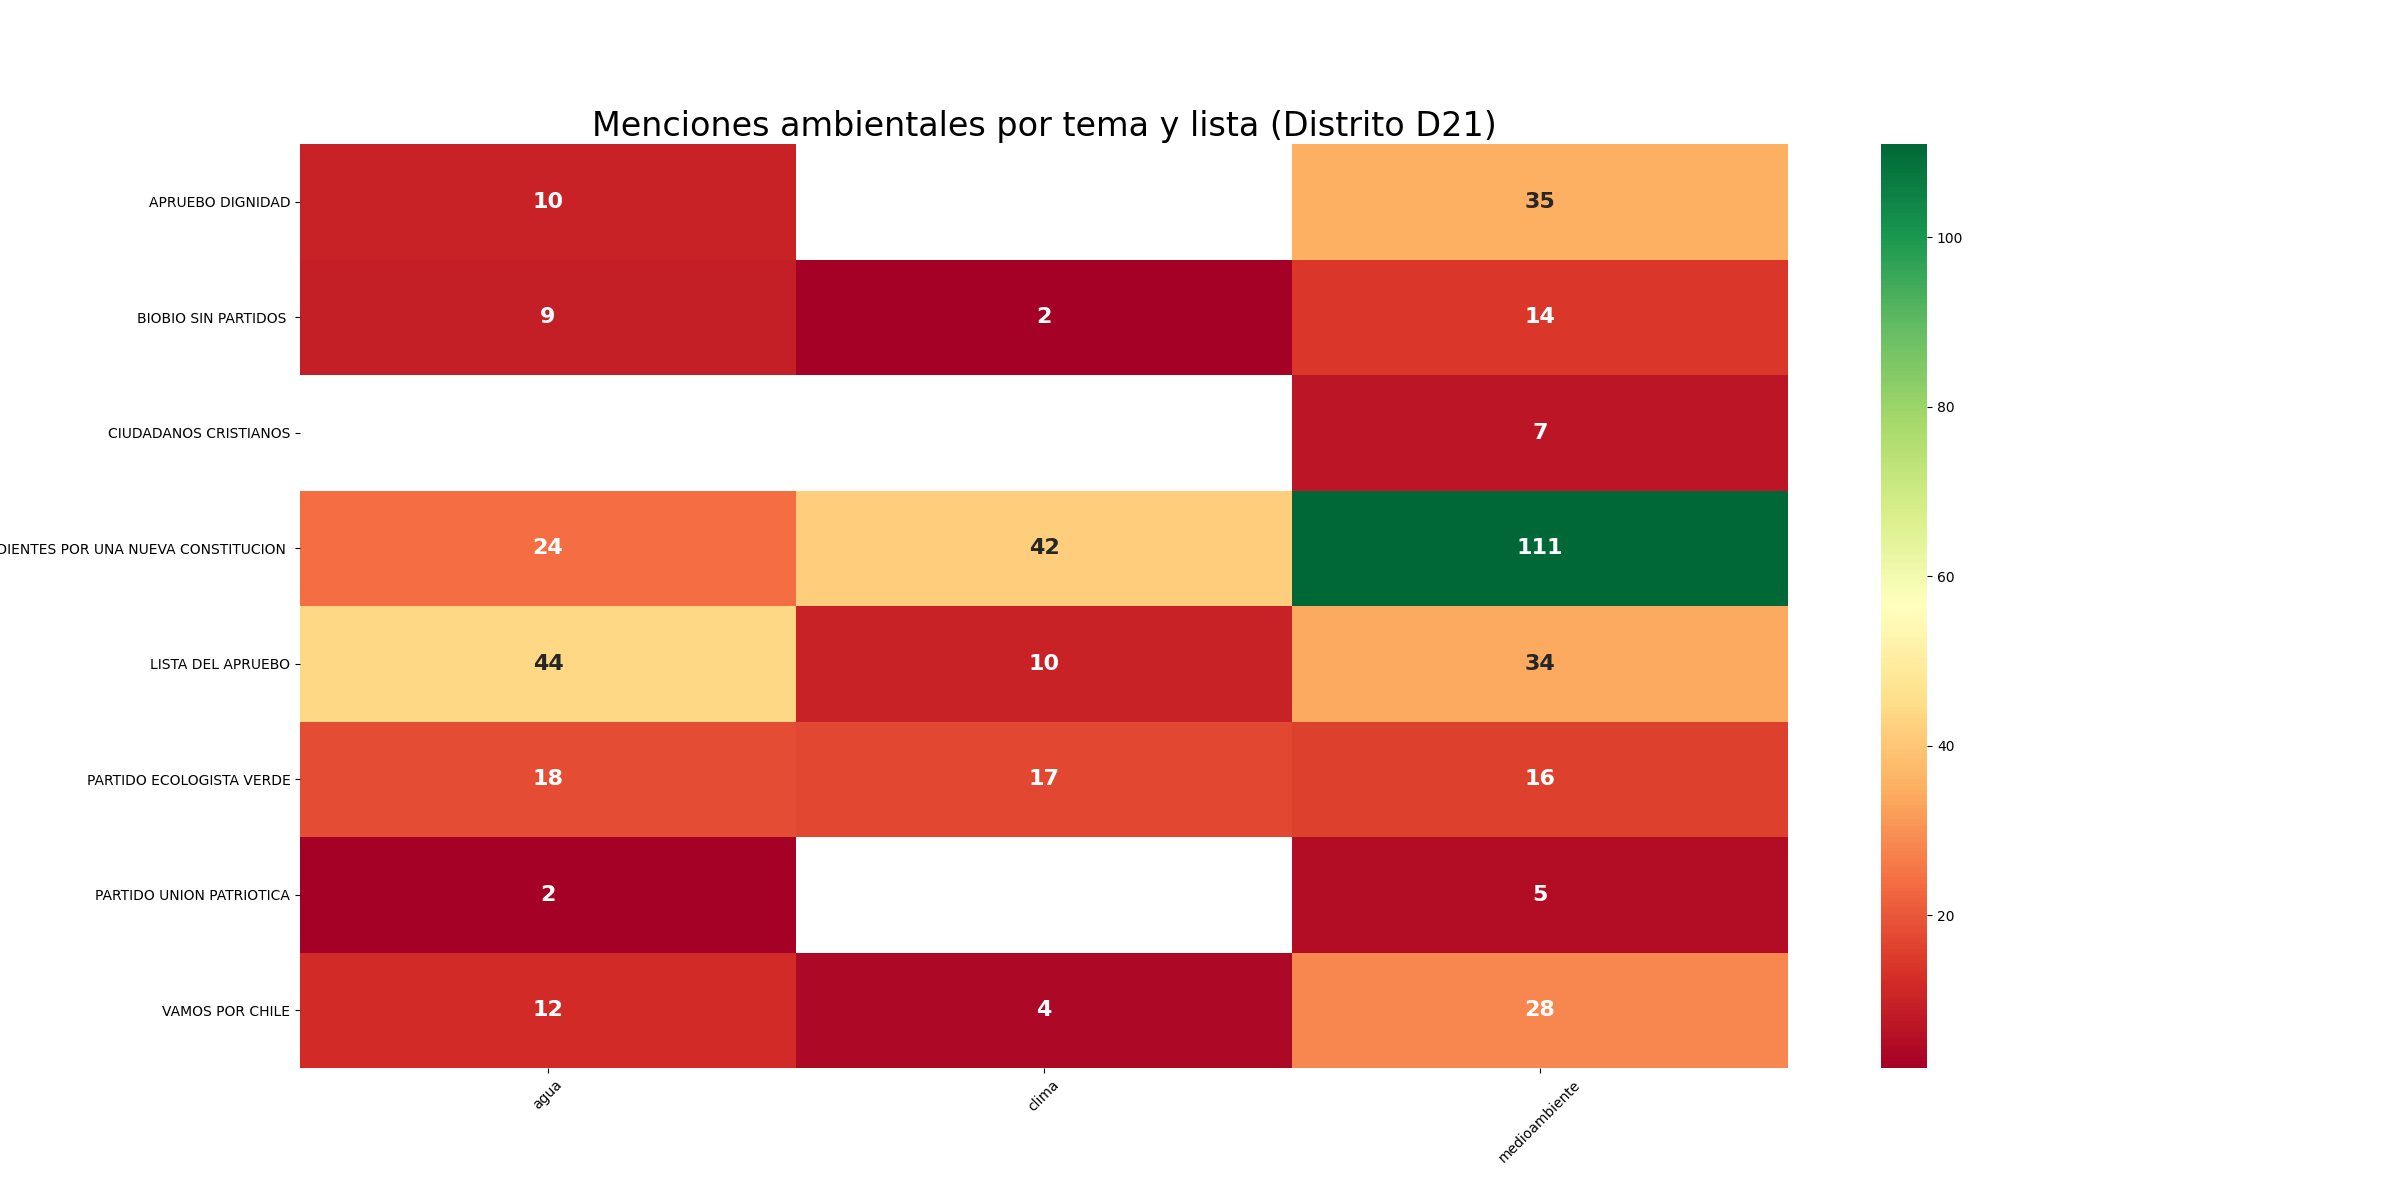 Menciones ambientales por tema y lista (Distrito D21)
APRUEBO DIGNIDAD 10 35
BIOBIO SIN PARTIDOS 9 2 14
CIUDADANOS CRISTIANOS 7
DIENTES POR UNA NUEVA CONSTITUCION 24 42 111
LISTA DEL APRUEBO 44 10 34
PARTIDO ECOLOGISTA VERDE 18 17 16
PARTIDO UNION PATRIOTICA 2 5
VAMOS POR CHILE 12 4 28
agua clima medioambiente
100
80
60
40
20